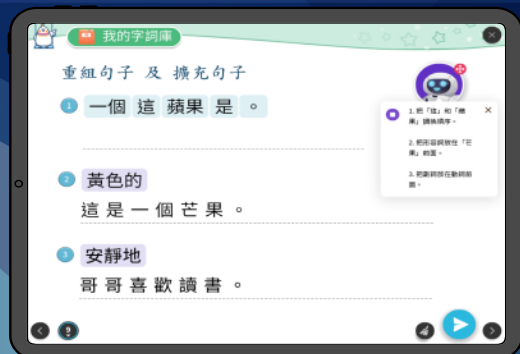 我的字詞庫
重組句子 及 擴充句子
1 一個 這 蘋果 是 。
2 黃色的
這是一個芒果。
3 安靜地
哥哥喜歡讀書。
1. 把「這」和「蘋
果」調換順序。
2. 把形容詞放在「芒
果」前面。
3. 把副詞放在動詞前
面。
9